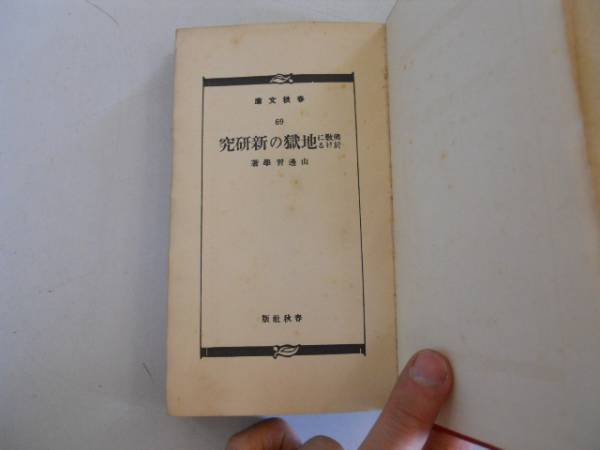 春秋文庫
69
佛教に於ける地獄の新研究
山邊習學著
春秋社版